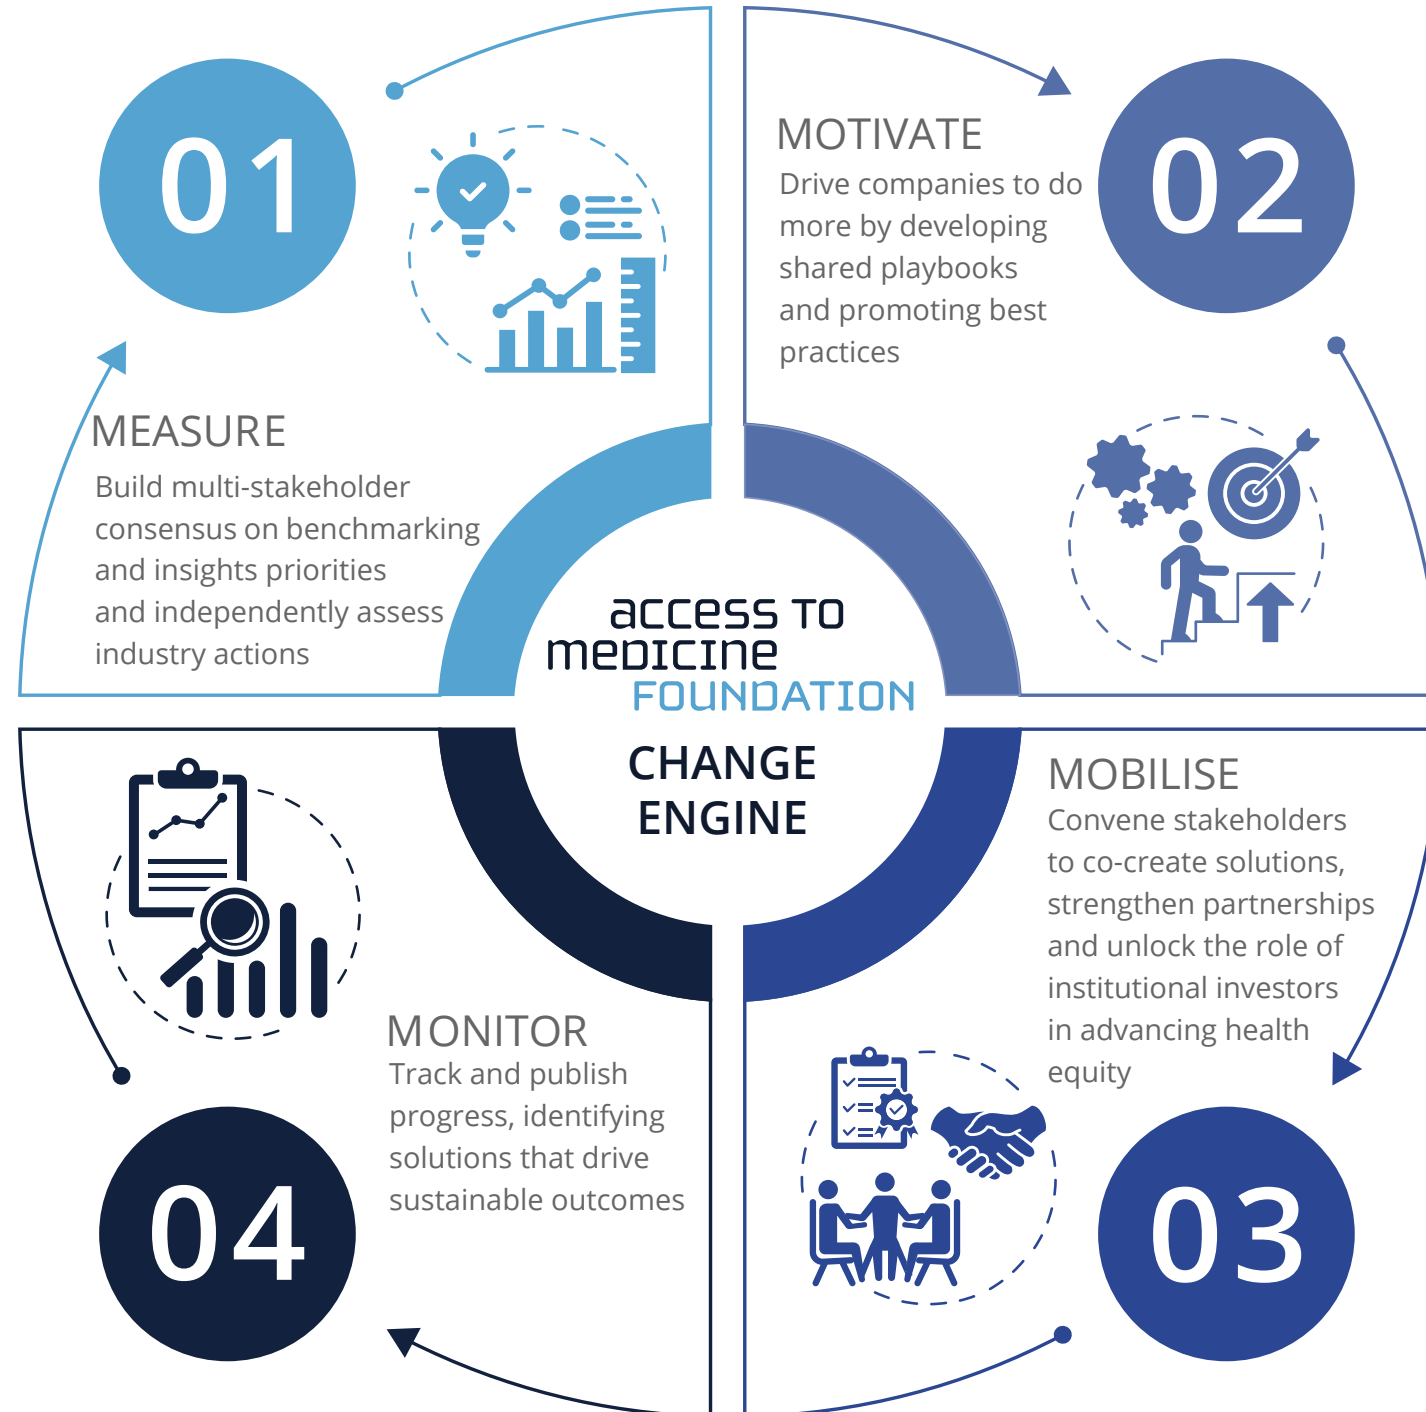 01
MEASURE
Build multi-stakeholder
consensus on benchmarking
and insights priorities
and independently assess
industry actions
MOTIVATE
Drive companies to do
more by developing
shared playbooks
and promoting best
practices
02
access to
medicine
FOUNDATION
CHANGE
ENGINE
MOBILISE
Convene stakeholders
to co-create solutions,
strengthen partnerships
and unlock the role of
institutional investors
in advancing health
equity
03
MONITOR
Track and publish
progress, identifying
solutions that drive
sustainable outcomes
04